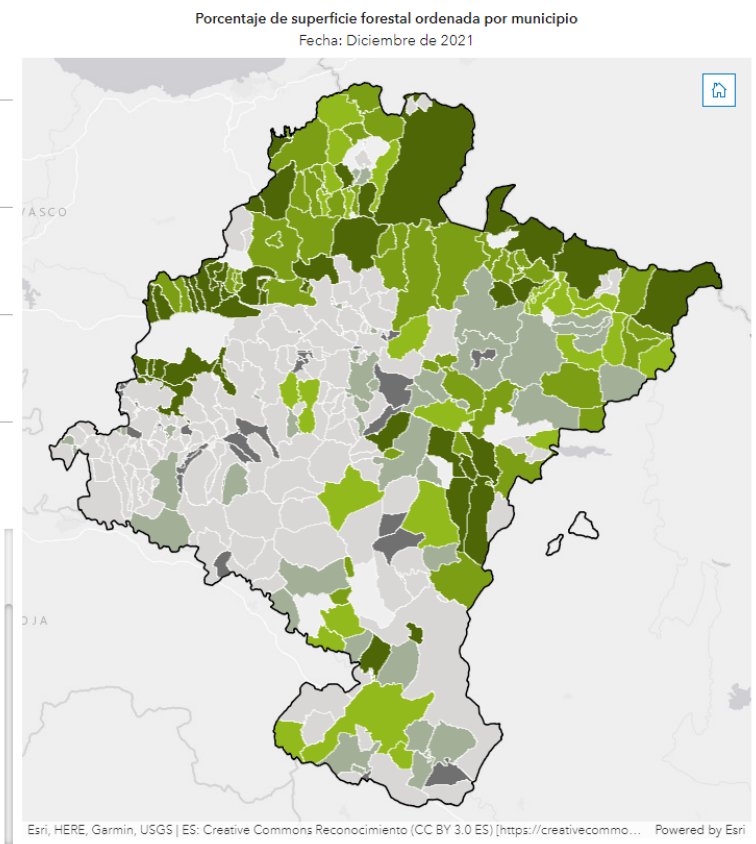 Porcentaje de superficie forestal ordenada por municipio
Fecha: Diciembre de 2021
VASCO
OJA
Esri, HERE, Garmin, USGS | ES: Creative Commons Reconocimiento (CC BY 3.0 ES) [https://creativecommo... Powered by Esri